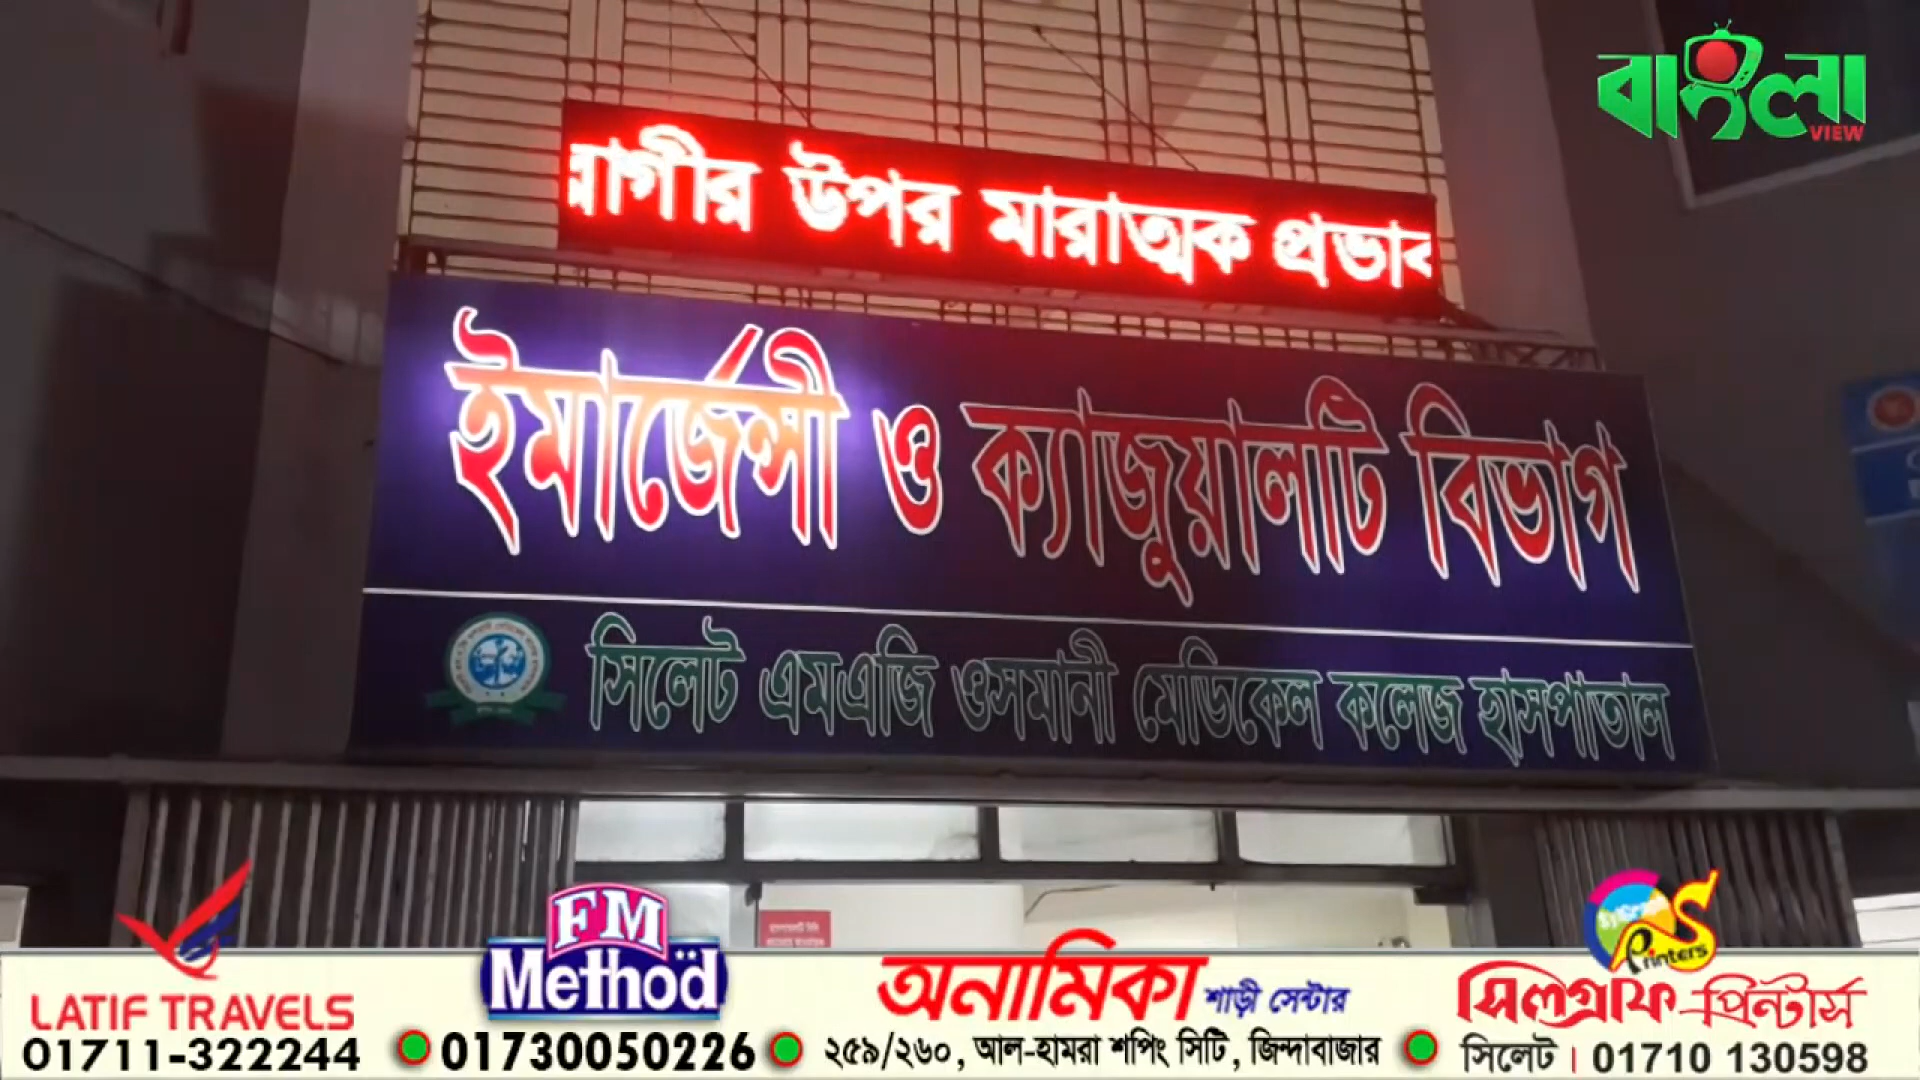 বাংলা
VIEW
রোগীর উপর মারাত্মক প্রভাব
ইমার্জেন্সী ও ক্যাজুয়ালটি বিভাগ
সিলেট এমএজি ওসমানী মেডিকেল কলেজ হাসপাতাল
LATIF TRAVELS
01711-322244
FM
Method
01730050226
অনামিকা শাড়ী সেন্টার
২৫৯/২৬০, আল-হামরা শপিং সিটি, জিন্দাবাজার
Printers
সিলগ্রাফ প্রিন্টার্স
সিলেট। 01710 130598